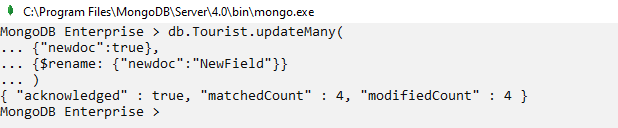 C:\Program Files\MongoDB\Server\4.0\bin\mongo.exe
MongoDB Enterprise > db.Tourist.updateMany(
... {"newdoc":true},
... {$rename: {"newdoc":"NewField"}}
... )
{ "acknowledged" : true, "matchedCount" : 4, "modifiedCount" : 4 }
MongoDB Enterprise >